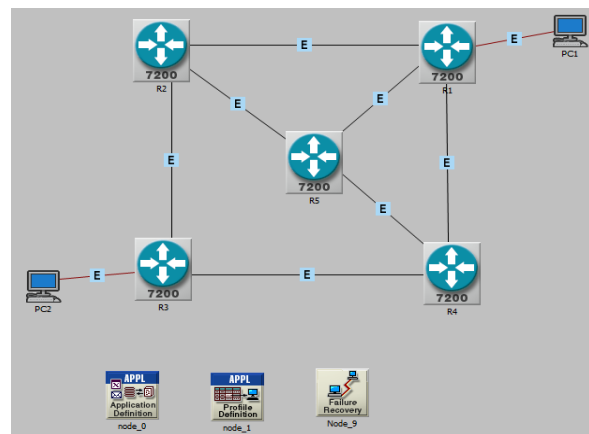 7200
R2
E
7200
R1
E
PC1
E
E
7200
R5
E
E
E
7200
R3
E
PC2
E
7200
R4
APPL
Application
Definition
node_0
APPL
Profile
Definition
node_1
Failure
Recovery
Node_9